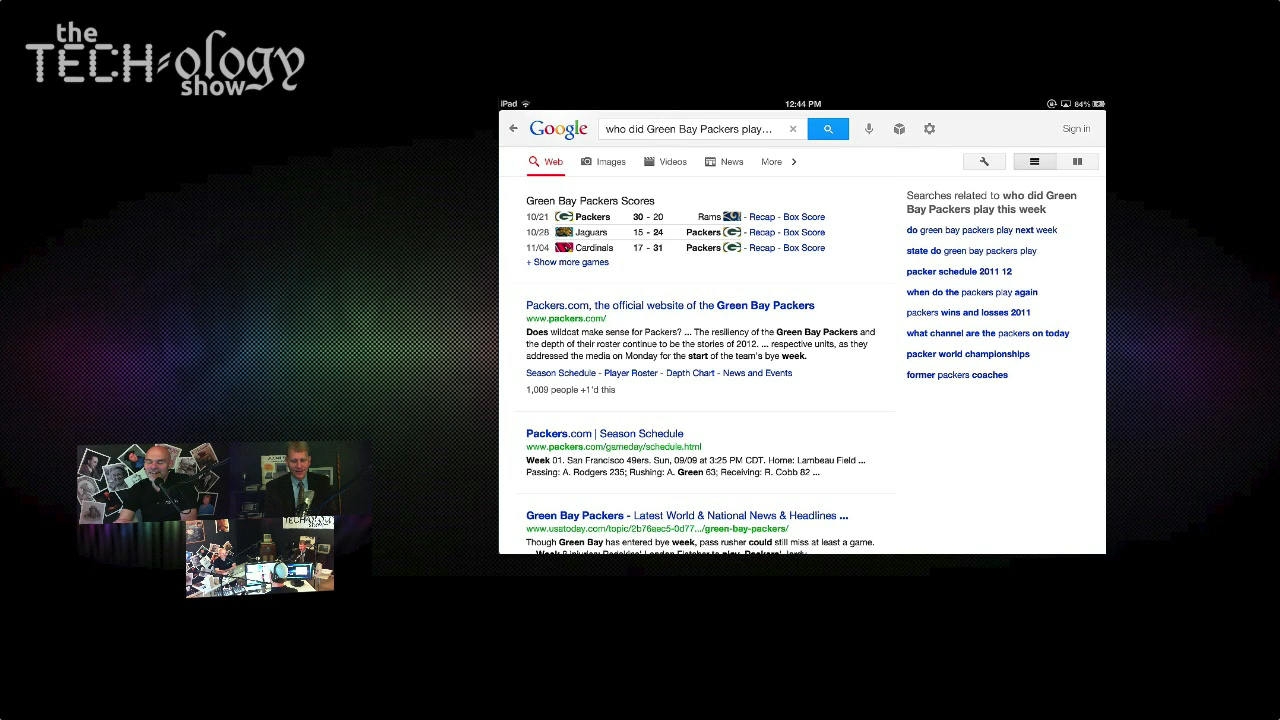 the
TECH-ology
show
iPad 12:44 PM 84%
Google who did Green Bay Packers play... Sign in
Web Images Videos News More
Green Bay Packers Scores
10/21 Packers 30 - 20 Rams - Recap - Box Score
10/28 Jaguars 15 - 24 Packers - Recap - Box Score
11/04 Cardinals 17 - 31 Packers - Recap - Box Score
+ Show more games
Packers.com, the official website of the Green Bay Packers
www.packers.com/
Does wildcat make sense for Packers? ... The resiliency of the Green Bay Packers and
the depth of their roster continue to be the stories of 2012. ... respective units, as they
addressed the media on Monday for the start of the team's bye week.
Season Schedule - Player Roster - Depth Chart - News and Events
1,009 people +1'd this
Packers.com | Season Schedule
www.packers.com/gameday/schedule.html
Week 01. San Francisco 49ers. Sun, 09/09 at 3:25 PM CDT. Home: Lambeau Field ...
Passing: A. Rodgers 235; Rushing: A. Green 63; Receiving: R. Cobb 82 ...
Green Bay Packers - Latest World & National News & Headlines ...
www.usatoday.com/topic/2b76aec5-0d77.../green-bay-packers/
Though Green Bay has entered bye week, pass rusher could still miss at least a game.
Searches related to who did Green
Bay Packers play this week
do green bay packers play next week
state do green bay packers play
packer schedule 2011 12
when do the packers play again
packers wins and losses 2011
what channel are the packers on today
packer world championships
former packers coaches
TECH-ology